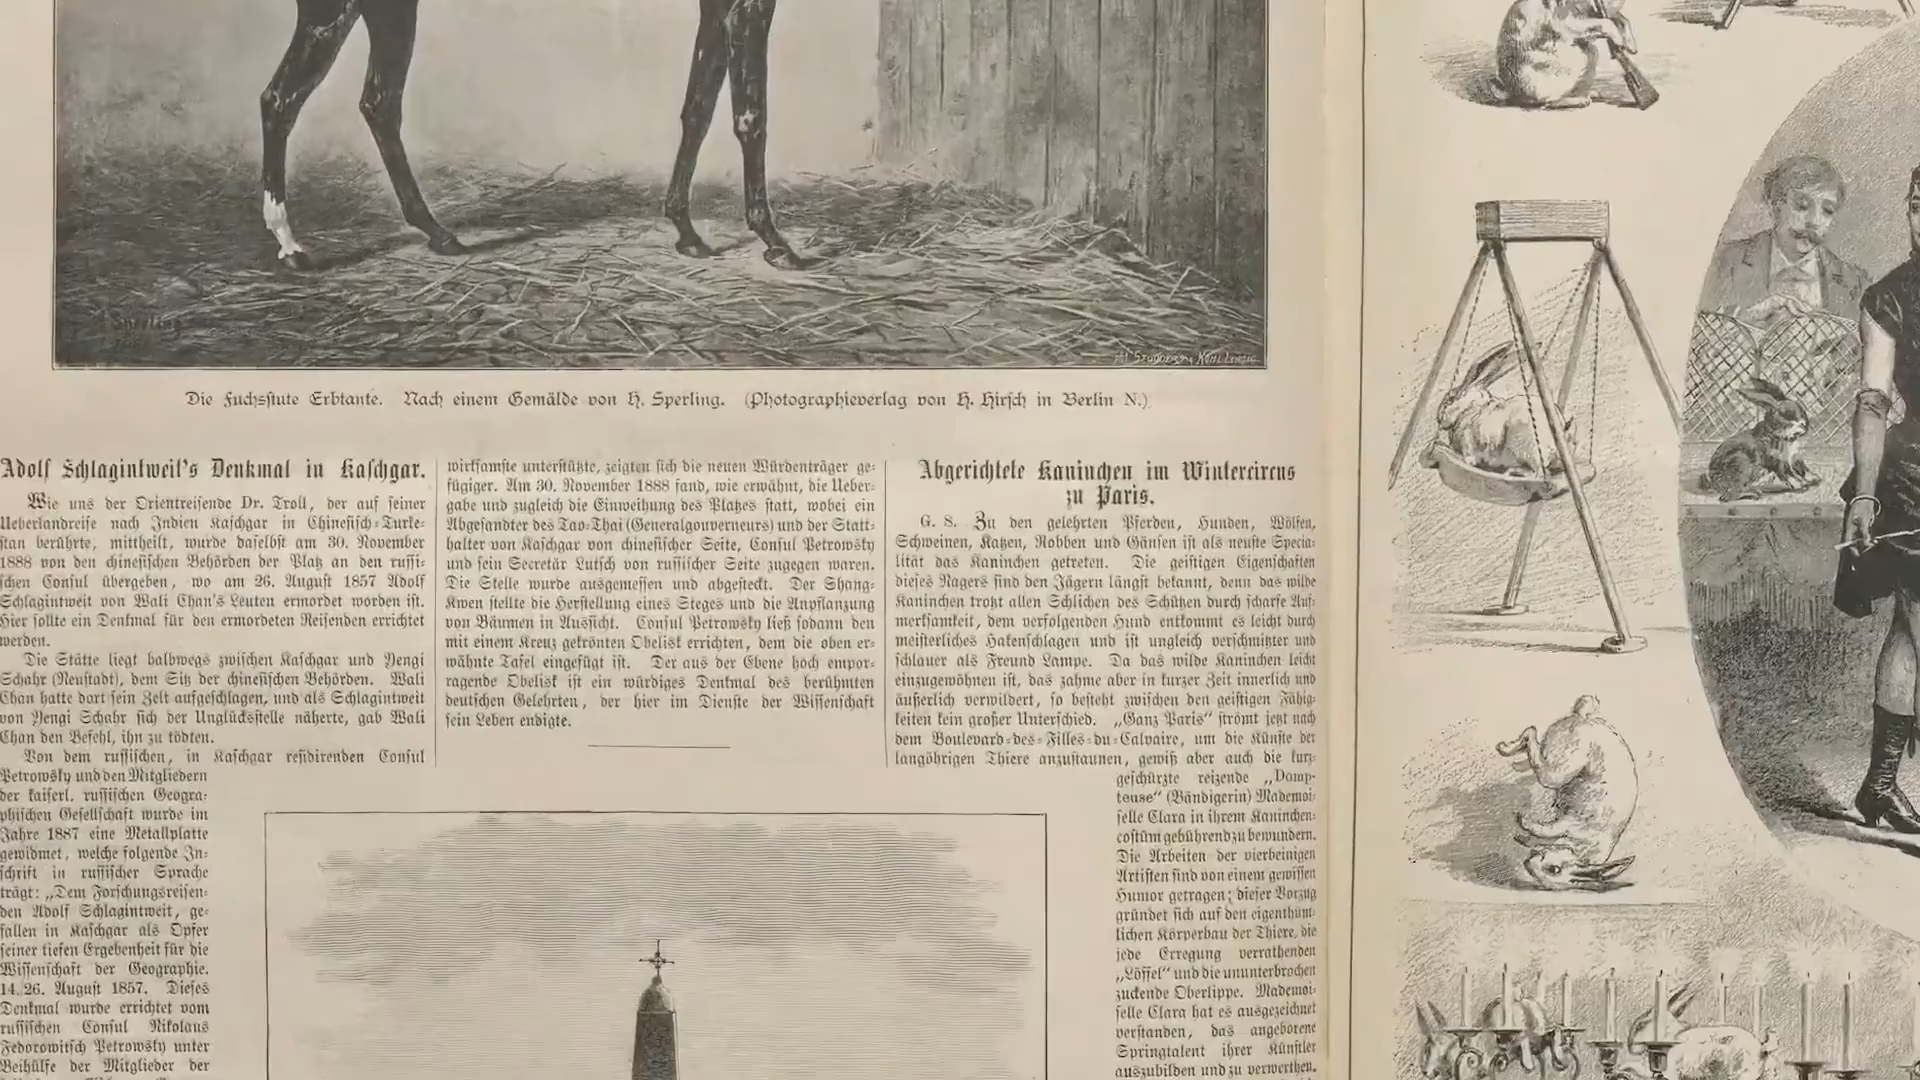 Die Fuchsstute Erbtante. Nach einem Gemälde von H. Sperling. (Photographieverlag von H. Hirsch in Berlin N.)
Adolf Schlagintweit's Denkmal in Kaschgar.
Wie uns der Orientreisende Dr. Troll, der auf seiner
Ueberlandreise nach Indien Kaschgar in Chinesisch-Turke-
stan berührte, mittheilt, wurde daselbst am 30. November
1888 von den chinesischen Behörden der Platz an den russi-
schen Consul übergeben, wo am 26. August 1857 Adolf
Schlagintweit von Wali Chan's Leuten ermordet worden ist.
Hier sollte ein Denkmal für den ermordeten Reisenden errichtet
werden.
Die Stätte liegt halbwegs zwischen Kaschgar und Yengi
Schahr (Neustadt), dem Sitz der chinesischen Behörden. Wali
Chan hatte dort sein Zelt aufgeschlagen, und als Schlagintweit
von Yengi Schahr sich der Unglücksstelle näherte, gab Wali
Chan den Befehl, ihn zu tödten.
Von dem russischen, in Kaschgar residirenden Consul
Petrowsky und den Mitgliedern
der kaiserl. russischen Geogra-
phischen Gesellschaft wurde im
Jahre 1887 eine Metallplatte
gewidmet, welche folgende In-
schrift in russischer Sprache
trägt: „Dem Forschungsreisen-
den Adolf Schlagintweit, ge-
fallen in Kaschgar als Opfer
seiner tiefen Ergebenheit für die
Wissenschaft der Geographie.
14./26. August 1857. Dieses
Denkmal wurde errichtet vom
russischen Consul Nikolaus
Fedorowitsch Petrowsky unter
Beihülfe der Mitglieder der
wirksamste unterstützte, zeigten sich die neuen Würdenträger ge-
fügiger. Am 30. November 1888 fand, wie erwähnt, die Ueber-
gabe und zugleich die Einweihung des Platzes statt, wobei ein
Abgesandter des Tao-Thai (Generalgouverneurs) und der Statt-
halter von Kaschgar von chinesischer Seite, Consul Petrowsky
und sein Secretär Lutsch von russischer Seite zugegen waren.
Die Stelle wurde ausgemessen und abgesteckt. Der Shang-
Kwen stellte die Herstellung eines Steges und die Anpflanzung
von Bäumen in Aussicht. Consul Petrowsky ließ sodann den
mit einem Kreuz gekrönten Obelisk errichten, dem die oben er-
wähnte Tafel eingefügt ist. Der aus der Ebene hoch empor-
ragende Obelisk ist ein würdiges Denkmal des berühmten
deutschen Gelehrten, der hier im Dienste der Wissenschaft
sein Leben endigte.
Abgerichtete Kaninchen im Wintercircus
zu Paris.
G. S. Zu den gelehrten Pferden, Hunden, Wölfen,
Schweinen, Katzen, Robben und Gänsen ist als neuste Specia-
lität das Kaninchen getreten. Die geistigen Eigenschaften
dieses Nagers sind den Jägern längst bekannt, denn das wilde
Kaninchen trotzt allen Schlichen des Schützen durch scharfe Auf-
merksamkeit, dem verfolgenden Hund entkommt es leicht durch
meisterliches Hakenschlagen und ist ungleich verschmitzter und
schlauer als Freund Lampe. Da das wilde Kaninchen leicht
einzugewöhnen ist, das zahme aber in kurzer Zeit innerlich und
äußerlich verwildert, so besteht zwischen den geistigen Fähig-
keiten kein großer Unterschied. „Ganz Paris“ strömt jetzt nach
dem Boulevard-des-Filles-du-Calvaire, um die Künste der
langöhrigen Thiere anzustaunen, gewiß aber auch die kurz-
geschürzte reizende „Domp-
teuse“ (Bändigerin) Mademoi-
selle Clara in ihrem Kaninchen-
costüm gebührend zu bewundern.
Die Arbeiten der vierbeinigen
Artisten sind von einem gewissen
Humor getragen; dieser Vorzug
gründet sich auf den eigenthüm-
lichen Körperbau der Thiere, die
jede Erregung verrathenden
„Löffel“ und die ununterbrochen
zuckende Oberlippe. Mademoi-
selle Clara hat es ausgezeichnet
verstanden, das angeborene
Springtalent ihrer Künstler
auszubilden und zu verwerthen.